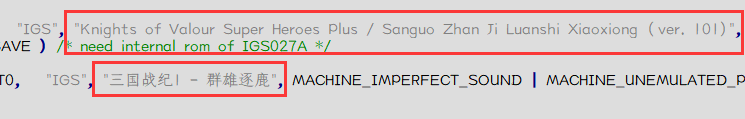 "IGS", "Knights of Valour Super Heroes Plus / Sanguo Zhan Ji Luanshi Xiaoxiong (ver. 101)",
AVE ) /* need internal rom of IGS027A */
T0, "IGS", "三国战纪1 - 群雄逐鹿", MACHINE_IMPERFECT_SOUND | MACHINE_UNEMULATED_P